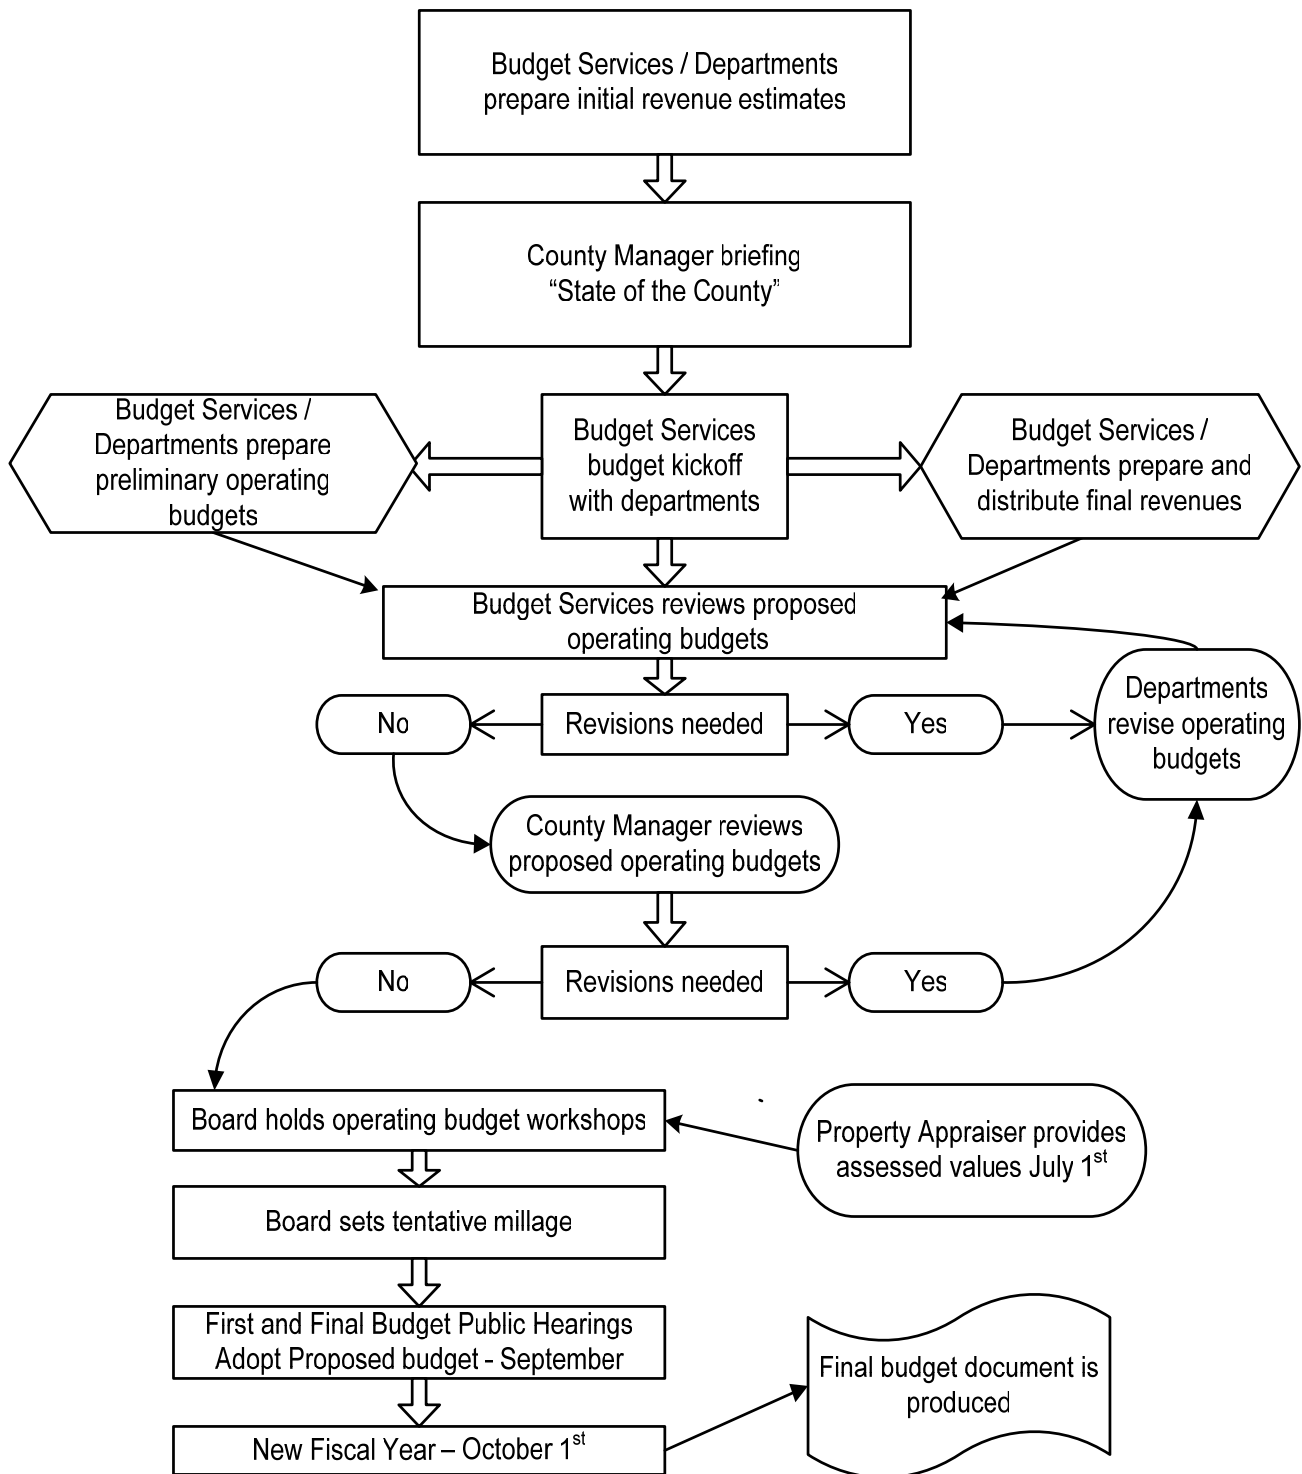 Budget Services / Departments
prepare initial revenue estimates
County Manager briefing
“State of the County”
Budget Services /
Departments prepare
preliminary operating
budgets
Budget Services
budget kickoff
with departments
Budget Services /
Departments prepare and
distribute final revenues
Budget Services reviews proposed
operating budgets
No
Revisions needed
Yes
Departments
revise operating
budgets
County Manager reviews
proposed operating budgets
No
Revisions needed
Yes
Board holds operating budget workshops
Property Appraiser provides
assessed values July 1st
Board sets tentative millage
First and Final Budget Public Hearings
Adopt Proposed budget - September
Final budget document is
produced
New Fiscal Year – October 1st